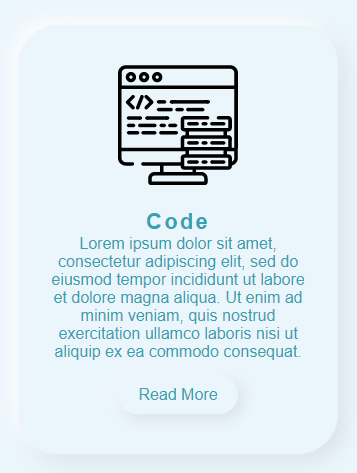 Code
Lorem ipsum dolor sit amet,
consectetur adipiscing elit, sed do
eiusmod tempor incididunt ut labore
et dolore magna aliqua. Ut enim ad
minim veniam, quis nostrud
exercitation ullamco laboris nisi ut
aliquip ex ea commodo consequat.
Read More